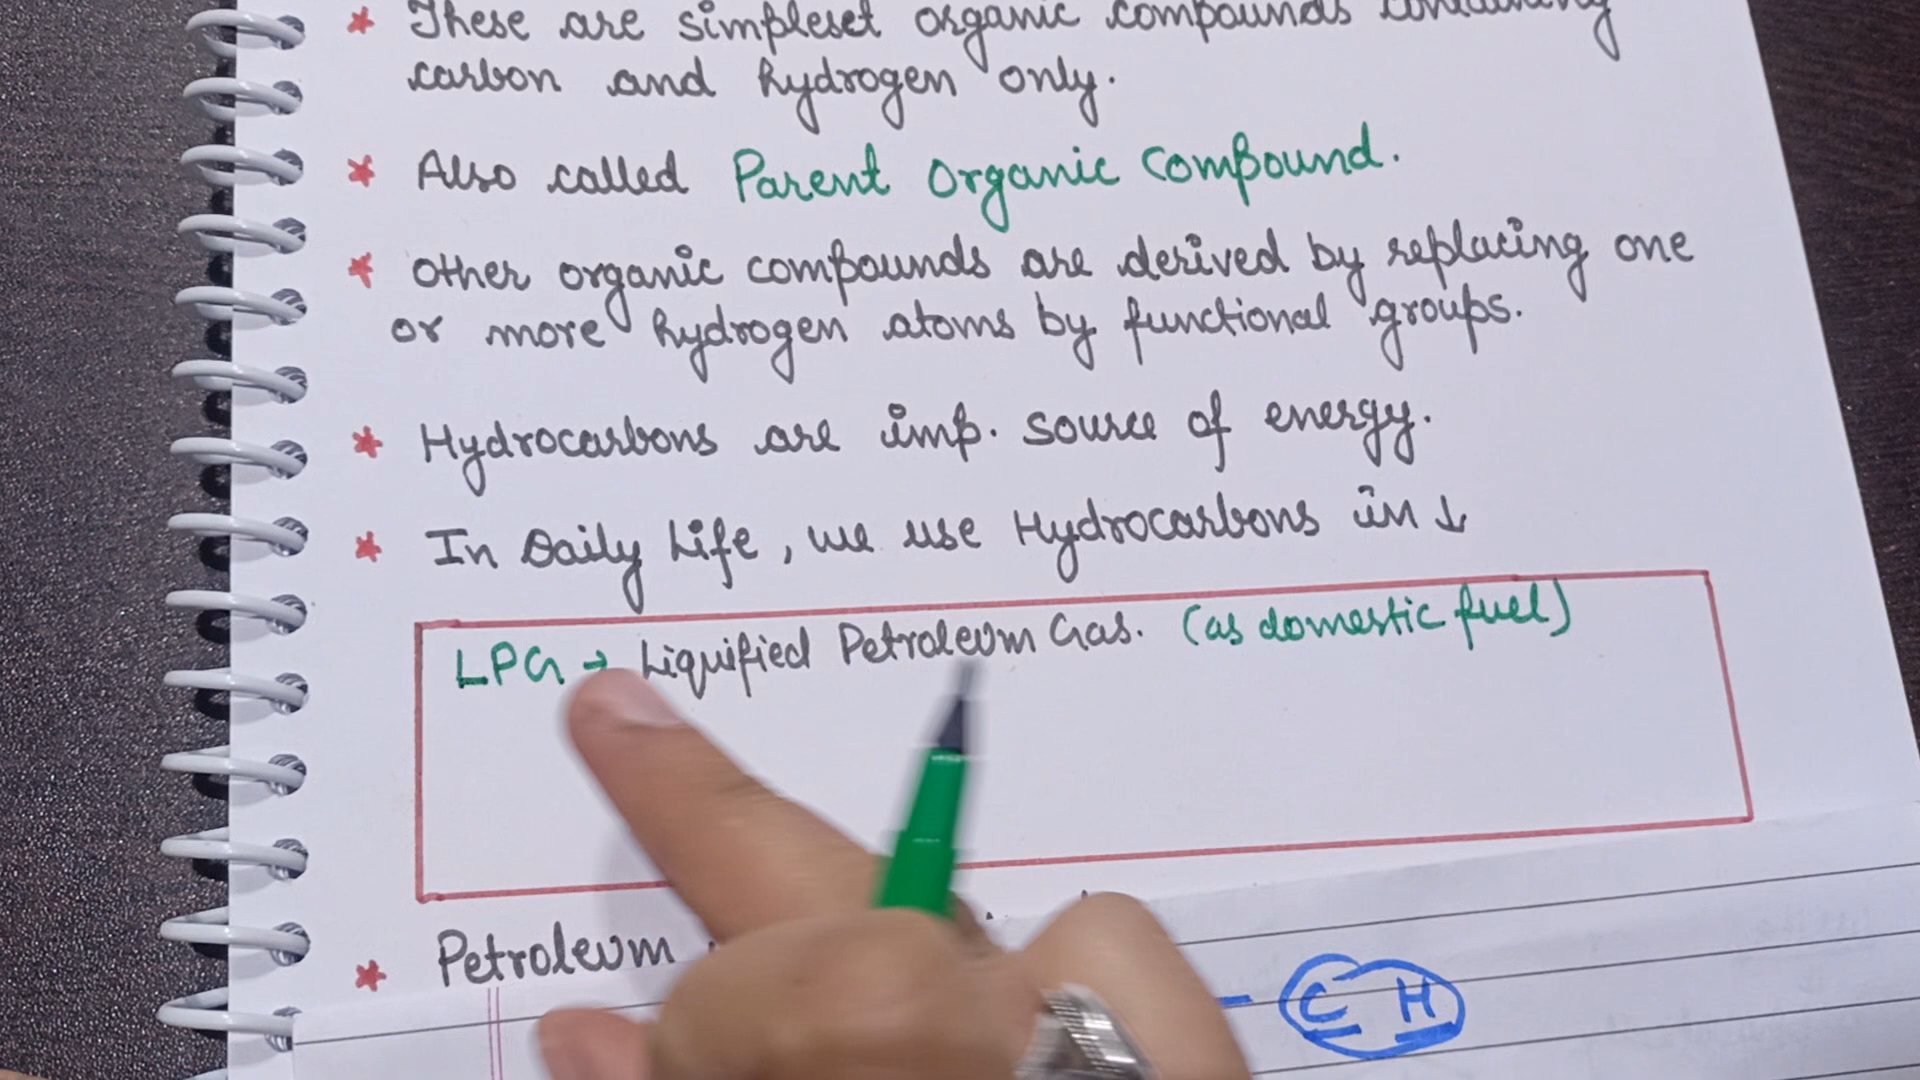 * These are simpleset organic compounds containing
carbon and hydrogen only.
* Also called Parent Organic Compound.
* Other organic compounds are derived by replacing one
or more hydrogen atoms by functional groups.
* Hydrocarbons are imp. source of energy.
* In Daily Life, we use Hydrocarbons in ↓
LPG → Liquified Petroleum Gas. (as domestic fuel)
* Petroleum
C H